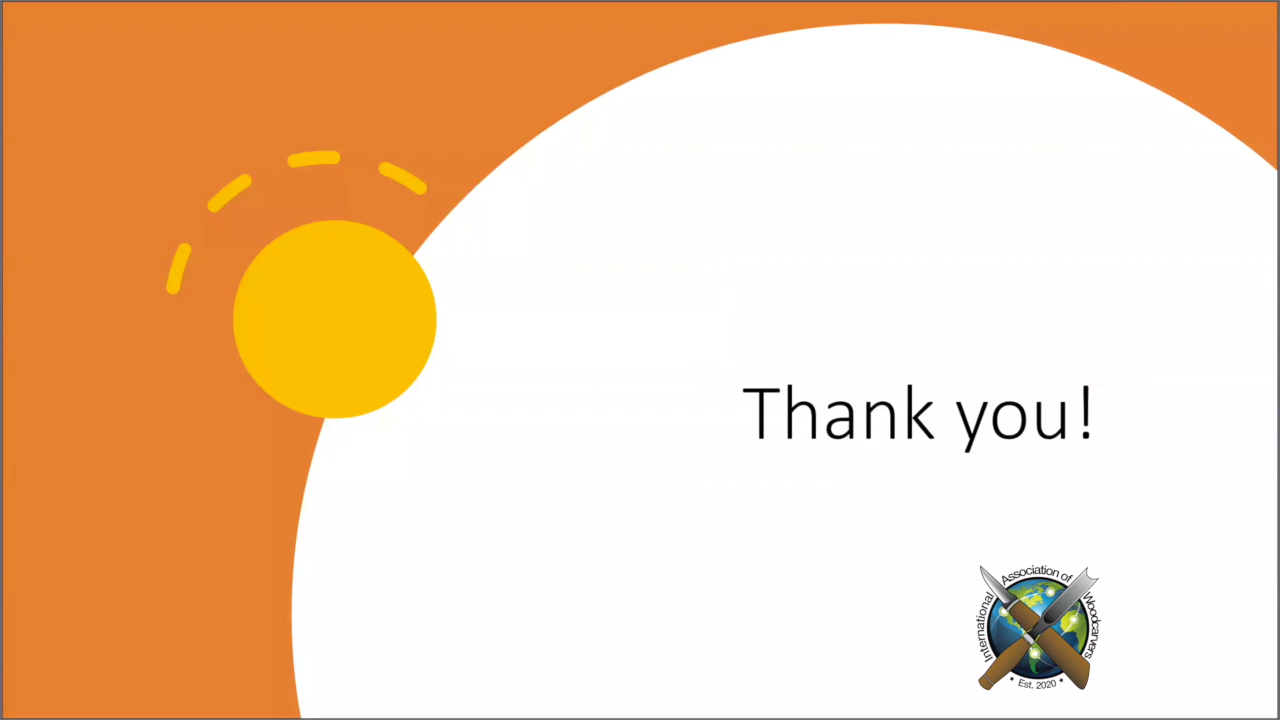 Thank you!
International Association of Woodcarvers
* Est. 2020 *